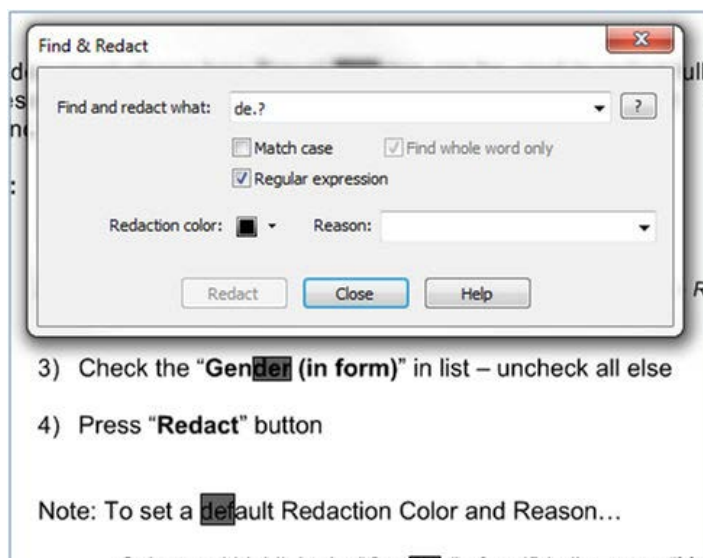 Find & Redact
ull
Find and redact what: de.? ?
Match case Find whole word only
Regular expression
:
Redaction color: Reason:
Redact Close Help
R
3) Check the “Gender (in form)” in list – uncheck all else
4) Press “Redact” button
Note: To set a default Redaction Color and Reason…